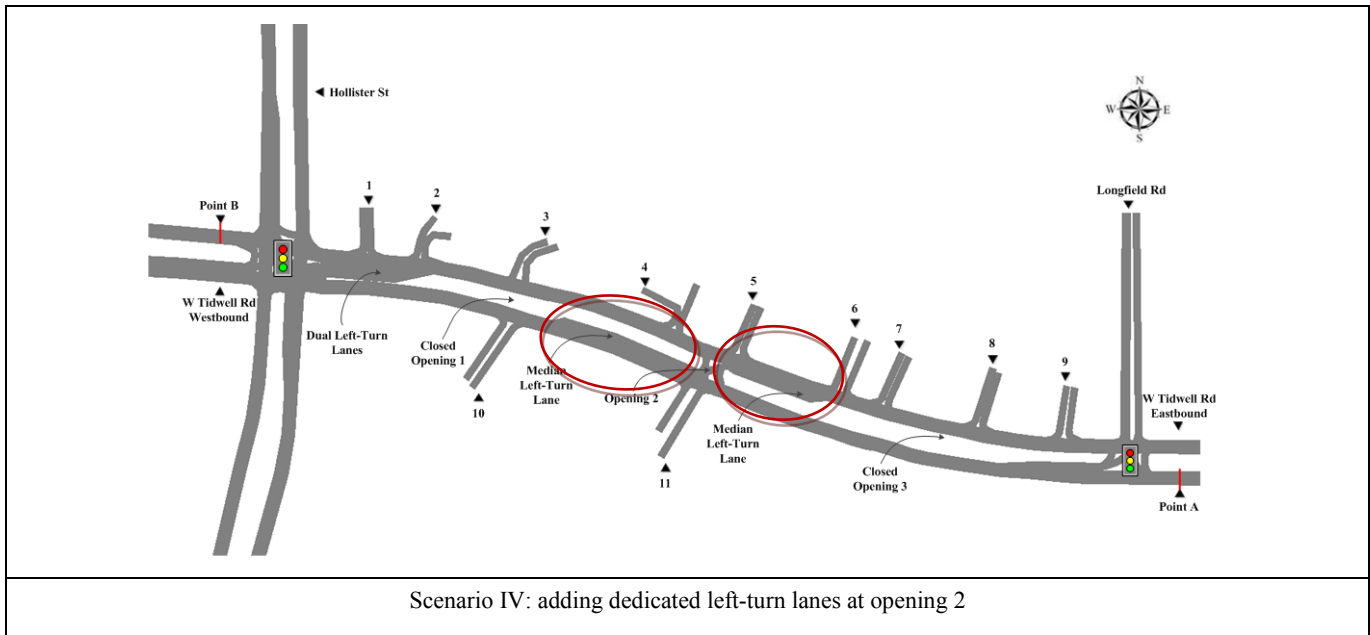 Hollister St
N
W
E
S
1
2
3
4
5
6
7
8
9
Longfield Rd
Point B
W Tidwell Rd
Westbound
Dual Left-Turn
Lanes
Closed
Opening 1
10
Median
Left-Turn
Lane
Opening 2
11
Median
Left-Turn
Lane
Closed
Opening 3
W Tidwell Rd
Eastbound
Point A
Scenario IV: adding dedicated left-turn lanes at opening 2